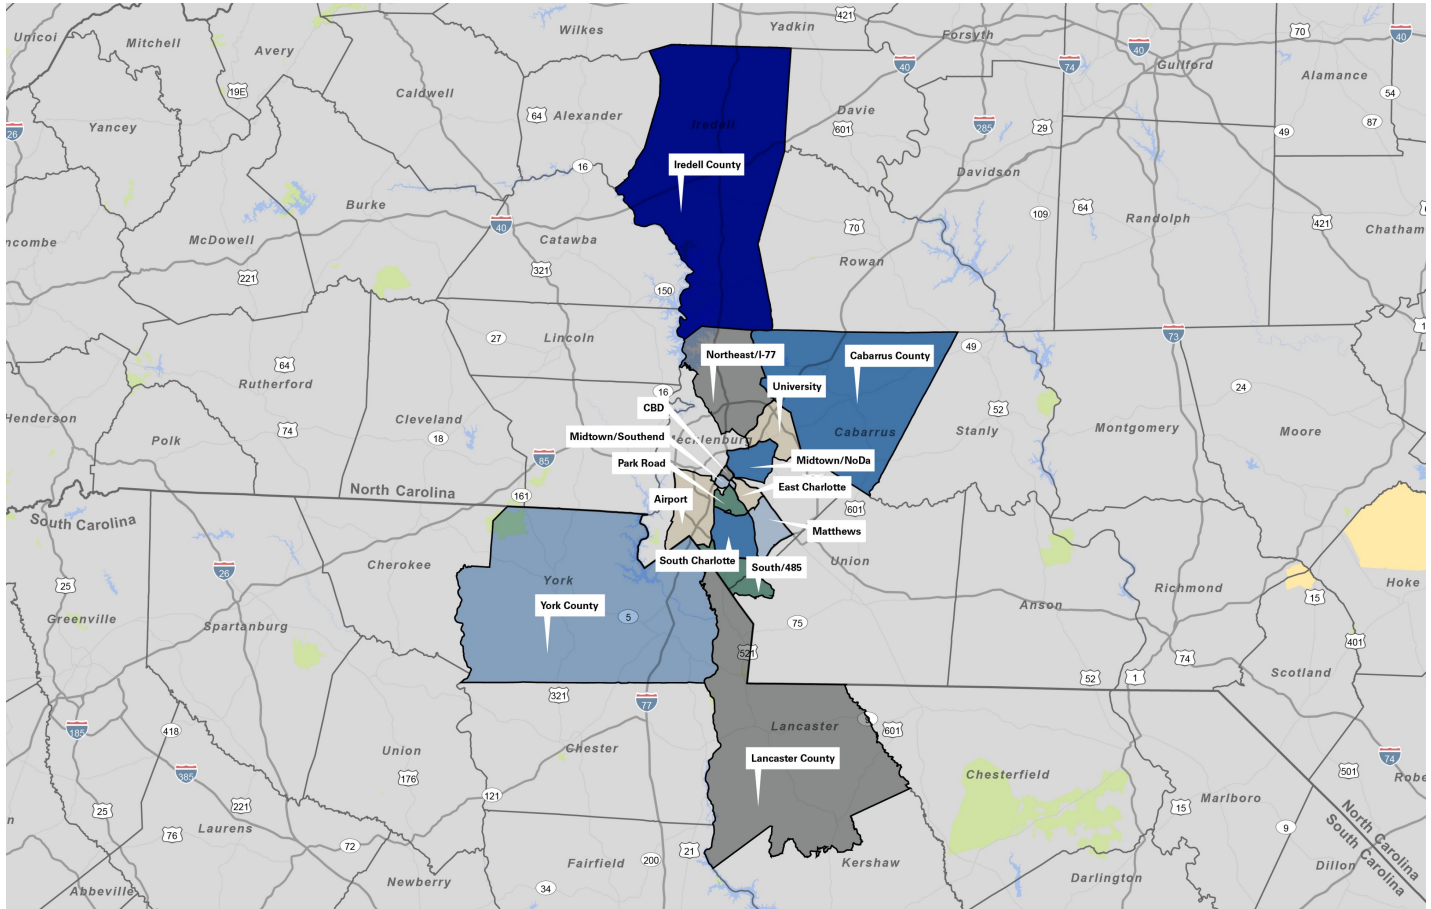 Unicoi
Mitchell
Avery
Wilkes
421
Yadkin
Forsyth
70
40
40
74
40
Guilford
Alamance
19E
Caldwell
64
Alexander
Iredell
Davie
601
285
29
54
87
49
26
Yancey
16
Iredell County
Davidson
Burke
40
McDowell
Catawba
70
109
64
Randolph
421
Chatham
ncombe
221
321
150
Rowan
27
Lincoln
73
49
Northeast/I-77
Cabarrus County
64
Rutherford
16
University
24
CBD
52
Henderson
74
Cleveland
18
Polk
Midtown/Southend
Mecklenburg
Cabarrus
Stanly
Montgomery
Moore
85
Park Road
Midtown/NoDa
North Carolina
161
Airport
East Charlotte
601
South Carolina
Matthews
South Charlotte
South/485
Union
25
26
Cherokee
York
Richmond
Hoke
15
Greenville
Spartanburg
York County
5
75
Anson
401
521
74
52
1
Scotland
321
77
185
418
Lancaster
9
601
Union
Chester
Lancaster County
74
385
176
Chesterfield
501
Robe
121
25
221
15
Marlboro
76
Laurens
9
72
21
200
Fairfield
Kershaw
North Carolina
South Carolina
Dillon
Newberry
34
Darlington
Abbeville